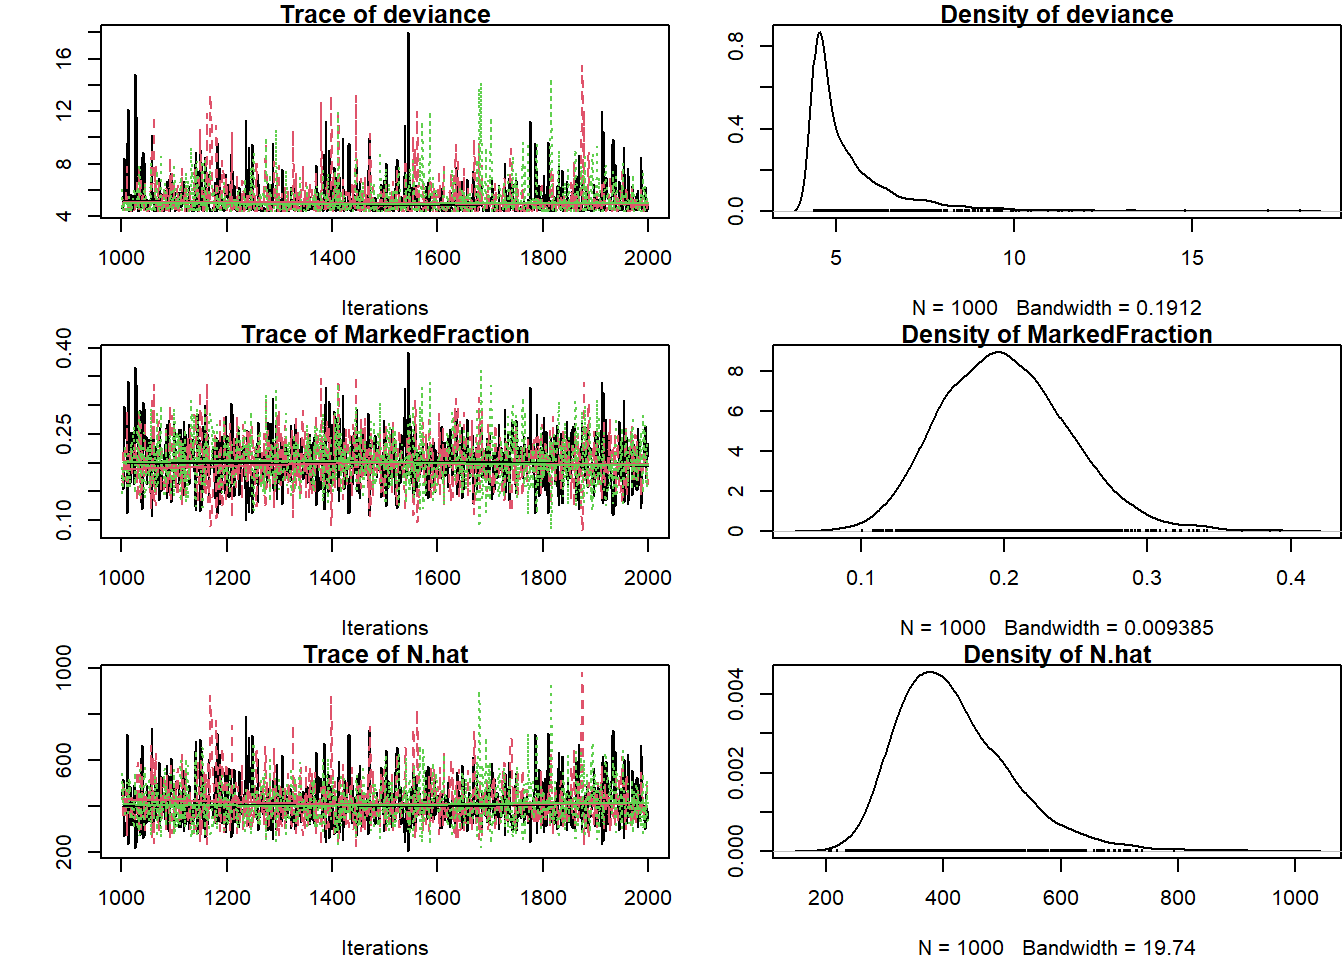 Trace of deviance
16
12
8
4
1000 1200 1400 1600 1800 2000
Iterations
Density of deviance
0.8
0.4
0.0
5 10 15
N = 1000 Bandwidth = 0.1912
Trace of MarkedFraction
0.40
0.25
0.10
1000 1200 1400 1600 1800 2000
Iterations
Density of MarkedFraction
8
6
4
2
0
0.1 0.2 0.3 0.4
N = 1000 Bandwidth = 0.009385
Trace of N.hat
1000
600
200
1000 1200 1400 1600 1800 2000
Iterations
Density of N.hat
0.004
0.002
0.000
200 400 600 800 1000
N = 1000 Bandwidth = 19.74